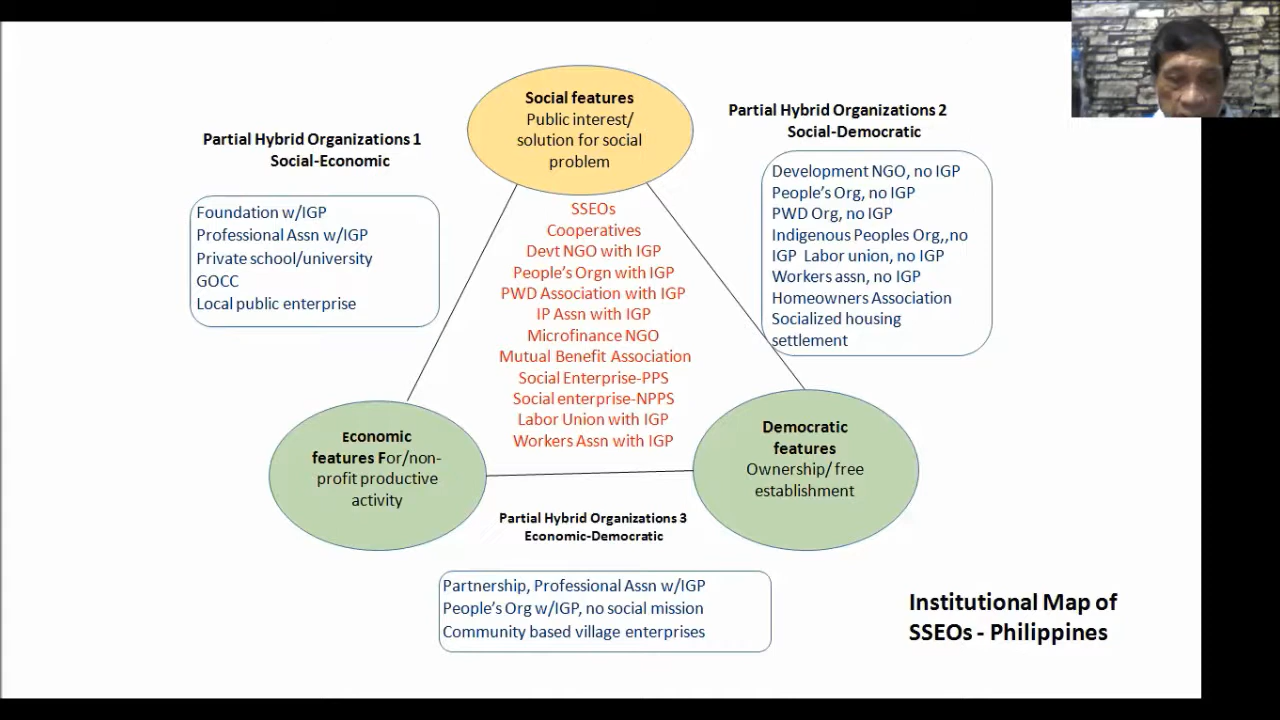 Social features
Public interest/
solution for social
problem
Partial Hybrid Organizations 1
Social-Economic
Foundation w/IGP
Professional Assn w/IGP
Private school/university
GOCC
Local public enterprise
Partial Hybrid Organizations 2
Social-Democratic
Development NGO, no IGP
People's Org, no IGP
PWD Org, no IGP
Indigenous Peoples Org,,no
IGP Labor union, no IGP
Workers assn, no IGP
Homeowners Association
Socialized housing
settlement
SSEOs
Cooperatives
Devt NGO with IGP
People's Orgn with IGP
PWD Association with IGP
IP Assn with IGP
Microfinance NGO
Mutual Benefit Association
Social Enterprise-PPS
Social enterprise-NPPS
Labor Union with IGP
Workers Assn with IGP
Economic
features For/non-
profit productive
activity
Democratic
features
Ownership/ free
establishment
Partial Hybrid Organizations 3
Economic-Democratic
Partnership, Professional Assn w/IGP
People's Org w/IGP, no social mission
Community based village enterprises
Institutional Map of
SSEOs - Philippines